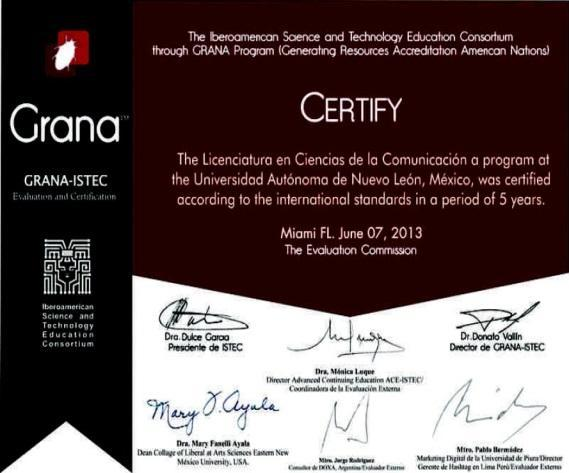 The Iberoamerican Science and Technology Education Consortium
through GRANA Program (Generating Resources Accreditation American Nations)
CERTIFY
The Licenciatura en Ciencias de la Comunicación a program at
the Universidad Autónoma de Nuevo León, México, was certified
according to the international standards in a period of 5 years.
Miami FL. June 07, 2013
The Evaluation Commission
Grana
GRANA-ISTEC
Evaluation and Certification
Iberoamerican
Science and
Technology
Education
Consortium
Dra. Dulce Garcia
Presidente de ISTEC
Dra. Mónica Luque
Director Advanced Continuing Education ACE-ISTEC/
Coordinadora de la Evaluación Externa
Dr. Donato Vallin
Director de GRANA-ISTEC
Mary F. Ayala
Dra. Mary Fanelli Ayala
Dean Collage of Liberal at Arts Sciences Eastern New
México University, USA.
Mtro. Jorge Rodríguez
Consultor de DOXA, Argentina/Evaluador Externo
Mtro. Pablo Bermúdez
Marketing Digital de la Universidad de Piura/Director
Gerente de Hashtag en Lima Perú/Evaluador Externo